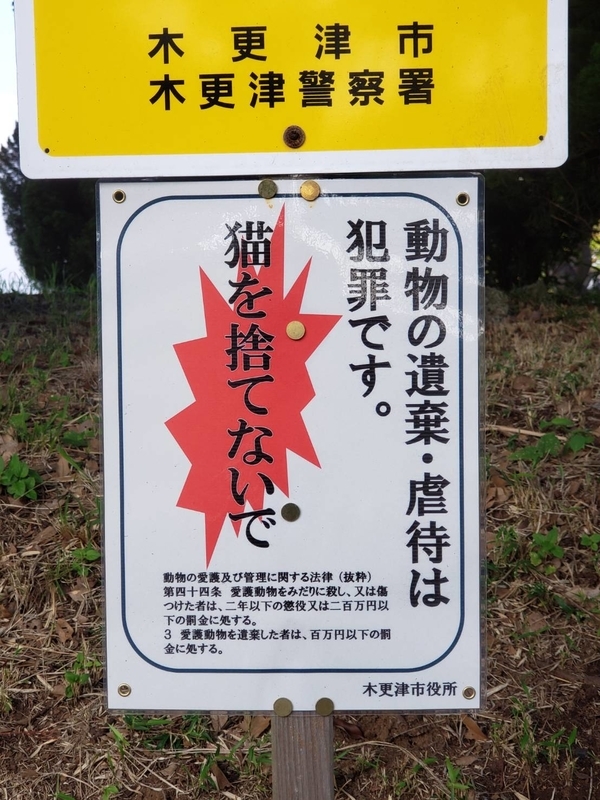 木更津市
木更津警察署
動物の遺棄・虐待は
犯罪です。
猫を捨てないで
動物の愛護及び管理に関する法律（抜粋）
第四十四条　愛護動物をみだりに殺し、又は傷
つけた者は、二年以下の懲役又は二百万円以
下の罰金に処する。
３　愛護動物を遺棄した者は、百万円以下の罰
金に処する。
木更津市役所